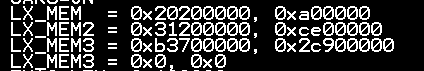 LX_MEM = 0x20200000, 0xa00000
LX_MEM2 = 0x31200000, 0xce00000
LX_MEM3 = 0xb3700000, 0x2c900000
LX_MEM3 = 0x0, 0x0